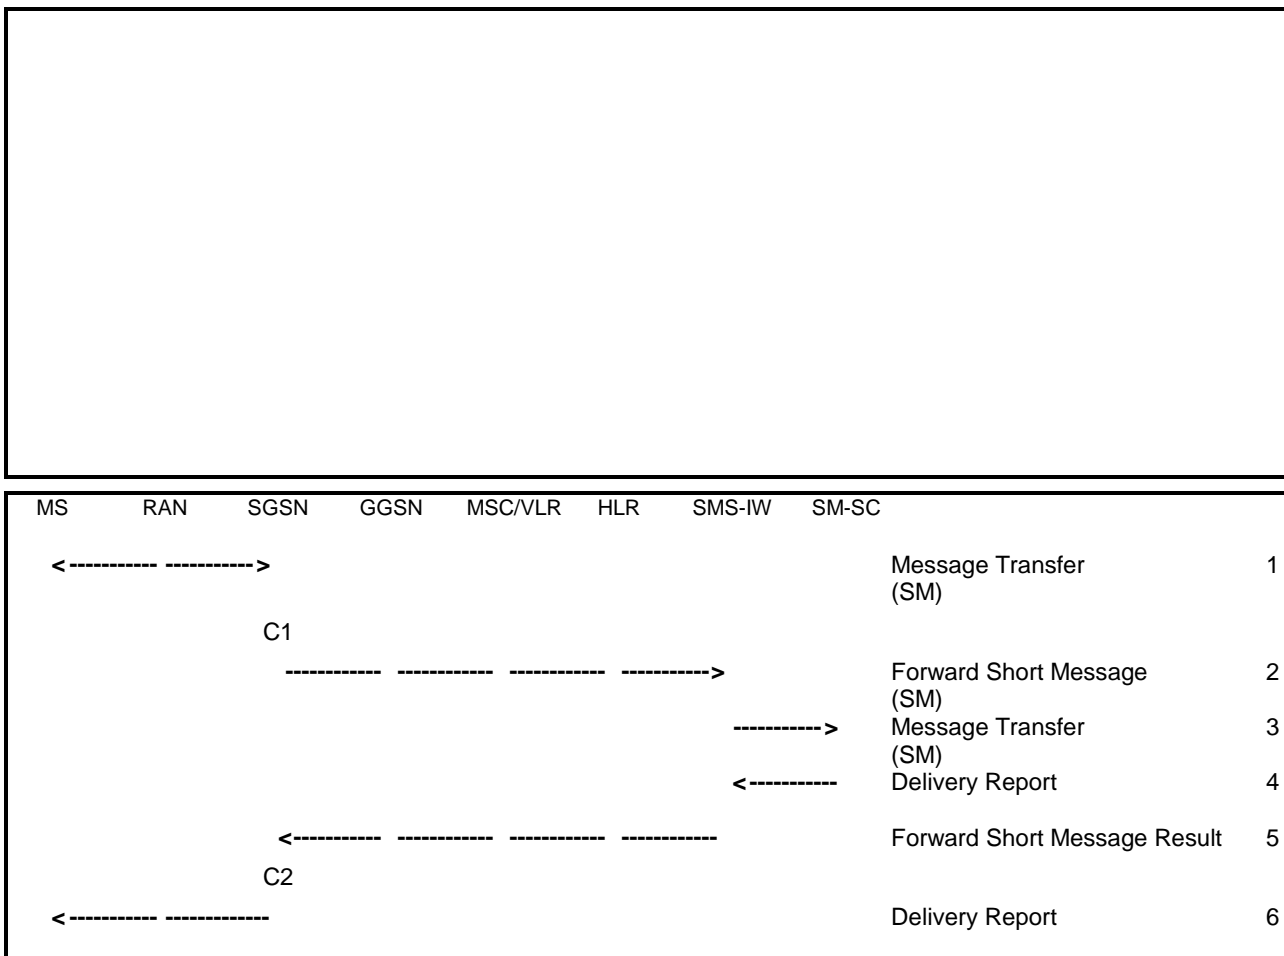 MS RAN SGSN GGSN MSC/VLR HLR SMS-IW SM-SC
<-----------  -----------> Message Transfer 1
(SM)
C1
------------ ------------ ------------ -----------> Forward Short Message 2
(SM)
-----------> Message Transfer 3
(SM)
<----------- Delivery Report 4
<----------- ------------ ------------ ------------ Forward Short Message Result 5
C2
<----------- ------------- Delivery Report 6